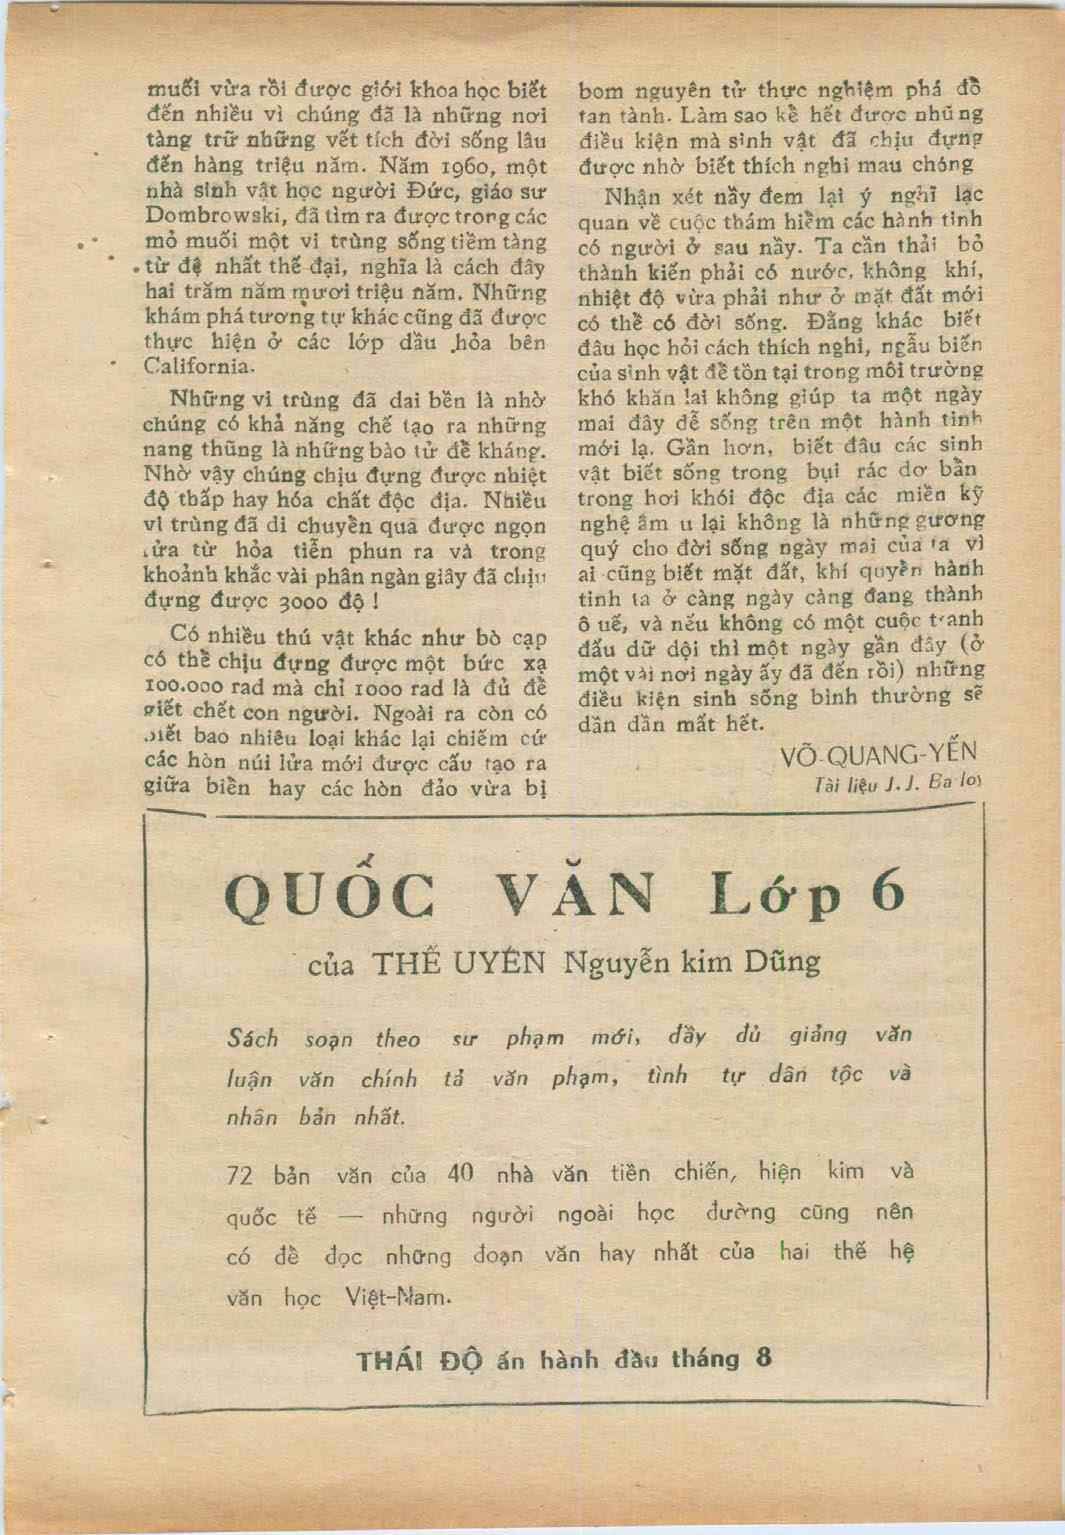 muối vừa rồi được giới khoa học biết
đến nhiều vì chúng đã là những nơi
tàng trữ những vết tích đời sống lâu
đến hàng triệu năm. Năm 1960, một
nhà sinh vật học người Đức, giáo sư
Dombrowski, đã tìm ra được trong các
mỏ muối một vi trùng sống tiềm tàng
từ đệ nhất thế đại, nghĩa là cách đây
hai trăm năm mươi triệu năm. Những
khám phá tương tự khác cũng đã được
thực hiện ở các lớp dầu hỏa bên
California.
Những vi trùng đã dai bền là nhờ
chúng có khả năng chế tạo ra những
nang thũng là những bào tử đề kháng.
Nhờ vậy chúng chịu đựng được nhiệt
độ thấp hay hóa chất độc địa. Nhiều
vi trùng đã di chuyền qua được ngọn
lửa từ hỏa tiễn phun ra và trong
khoảnh khắc vài phân ngàn giây đã chịu
đựng được 3000 độ !
Có nhiều thú vật khác như bò cạp
có thề chịu đựng được một bức xạ
100.000 rad mà chỉ 1000 rad là đủ đề
giết chết con người. Ngoài ra còn có
biết bao nhiêu loại khác lại chiếm cứ
các hòn núi lửa mới được cấu tạo ra
giữa biền hay các hòn đảo vừa bị
bom nguyên tử thực nghiệm phá đồ
tan tành. Làm sao kề hết được những
điều kiện mà sinh vật đã chịu đựng
được nhờ biết thích nghi mau chóng
Nhận xét nầy đem lại ý nghĩ lạc
quan về cuộc thám hiềm các hành tinh
có người ở sau nầy. Ta cần thải bỏ
thành kiến phải có nước, không khí,
nhiệt độ vừa phải như ở mặt đất mới
có thề có đời sống. Đằng khác biết
đâu học hỏi cách thích nghi, ngẫu biến
của sinh vật đề tồn tại trong môi trường
khó khăn lại không giúp ta một ngày
mai đây dễ sống trên một hành tinh
mới lạ. Gần hơn, biết đâu các sinh
vật biết sống trong bụi rác dơ bần
trong hơi khói độc địa các miền kỹ
nghệ âm u lại không là những gương
quý cho đời sống ngày mai của ta vì
ai cũng biết mặt đất, khí quyền hành
tinh ta ở càng ngày càng đang thành
ô uế, và nếu không có một cuộc tranh
đấu dữ dội thì một ngày gần đây (ở
một vài nơi ngày ấy đã đến rồi) những
điều kiện sinh sống bình thường sẽ
dần dần mất hết.
VÕ-QUANG-YẾN
Tài liệu J. J.
QUỐC VĂN Lớp 6
của THẾ UYÊN Nguyễn kim Dũng
Sách soạn theo sư phạm mới, đầy đủ giảng văn
luận văn chính tả văn phạm, tình tự dân tộc và
nhân bản nhất.
72 bản văn của 40 nhà văn tiền chiến, hiện kim và
quốc tế — những người ngoài học đường cũng nên
có đề đọc những đoạn văn hay nhất của hai thế hệ
văn học Việt-Nam.
THÁI ĐỘ ấn hành đầu tháng 8